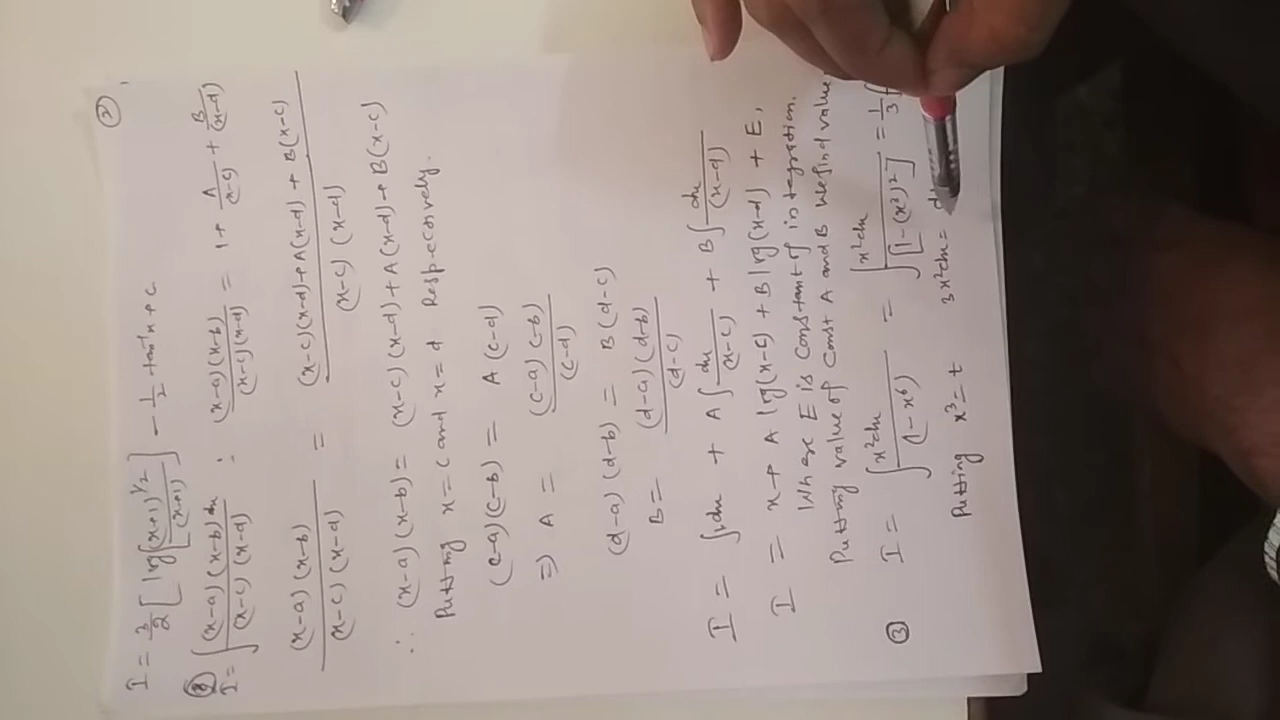 ②
I = 3/2 [ log (x+1)^1/2 / (x+1) ] - 1/2 tan⁻¹x + c
② I = ∫ (x-a)(x-b) dx / (x-c)(x-d) : (x-a)(x-b) / (x-c)(x-d) = 1 + A/(x-c) + B/(x-d)
(x-a)(x-b) / (x-c)(x-d) = (x-c)(x-d)+A(x-d)+B(x-c) / (x-c)(x-d)
∴ (x-a)(x-b) = (x-c)(x-d)+A(x-d)+B(x-c)
Putting x=c and x=d Respecosvely.
(c-a)(c-b) = A(c-d)
⇒ A = (c-a)(c-b) / (c-d)
(d-a)(d-b) = B(d-c)
B = (d-a)(d-b) / (d-c)
I = ∫1dx + A∫ dx/(x-c) + B∫ dx/(x-d)
I = x + A log(x-c) + B log(x-d) + E,
Where E is constant of integration.
Putting value of const A and B we find value
③ I = ∫ x²dx / (1-x⁶) = ∫ x²dx / [1-(x³)²] = 1/3
Putting x³=t 3x²dx =